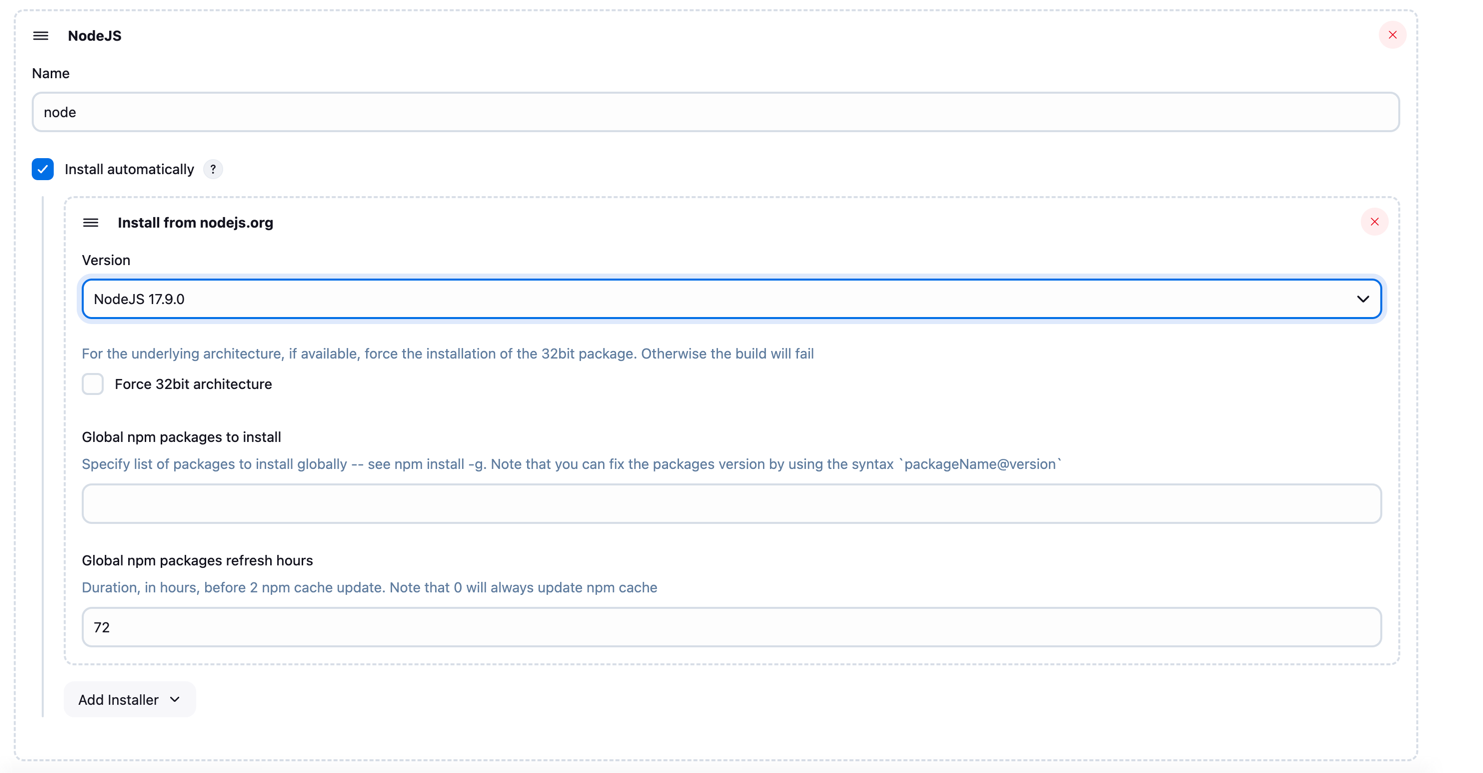 NodeJS
Name
node
Install automatically ?
Install from nodejs.org
Version
NodeJS 17.9.0
For the underlying architecture, if available, force the installation of the 32bit package. Otherwise the build will fail
Force 32bit architecture
Global npm packages to install
Specify list of packages to install globally -- see npm install -g. Note that you can fix the packages version by using the syntax `packageName@version`
Global npm packages refresh hours
Duration, in hours, before 2 npm cache update. Note that 0 will always update npm cache
72
Add Installer